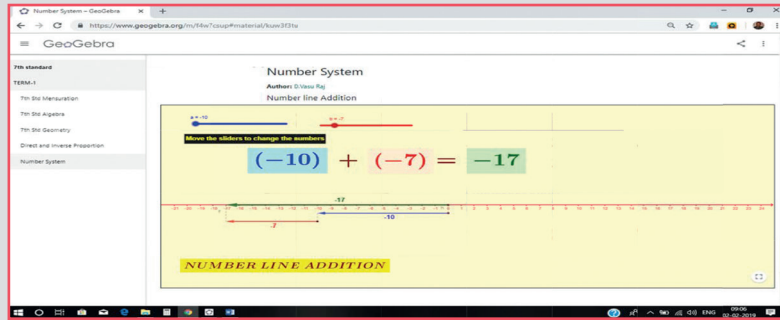 Number System – GeoGebra
https://www.geogebra.org/m/f4w7csup#material/kuw3f3tu
GeoGebra
7th standard
TERM-1
7th Std Mensuration
7th Std Algebra
7th Std Geometry
Direct and Inverse Proportion
Number System
Number System
Author: D.Vasu Raj
Number line Addition
a = -10
b = -7
Move the sliders to change the numbers
(−10) + (−7) = −17
-17
-7
-10
NUMBER LINE ADDITION
ENG
09:06
02-02-2019